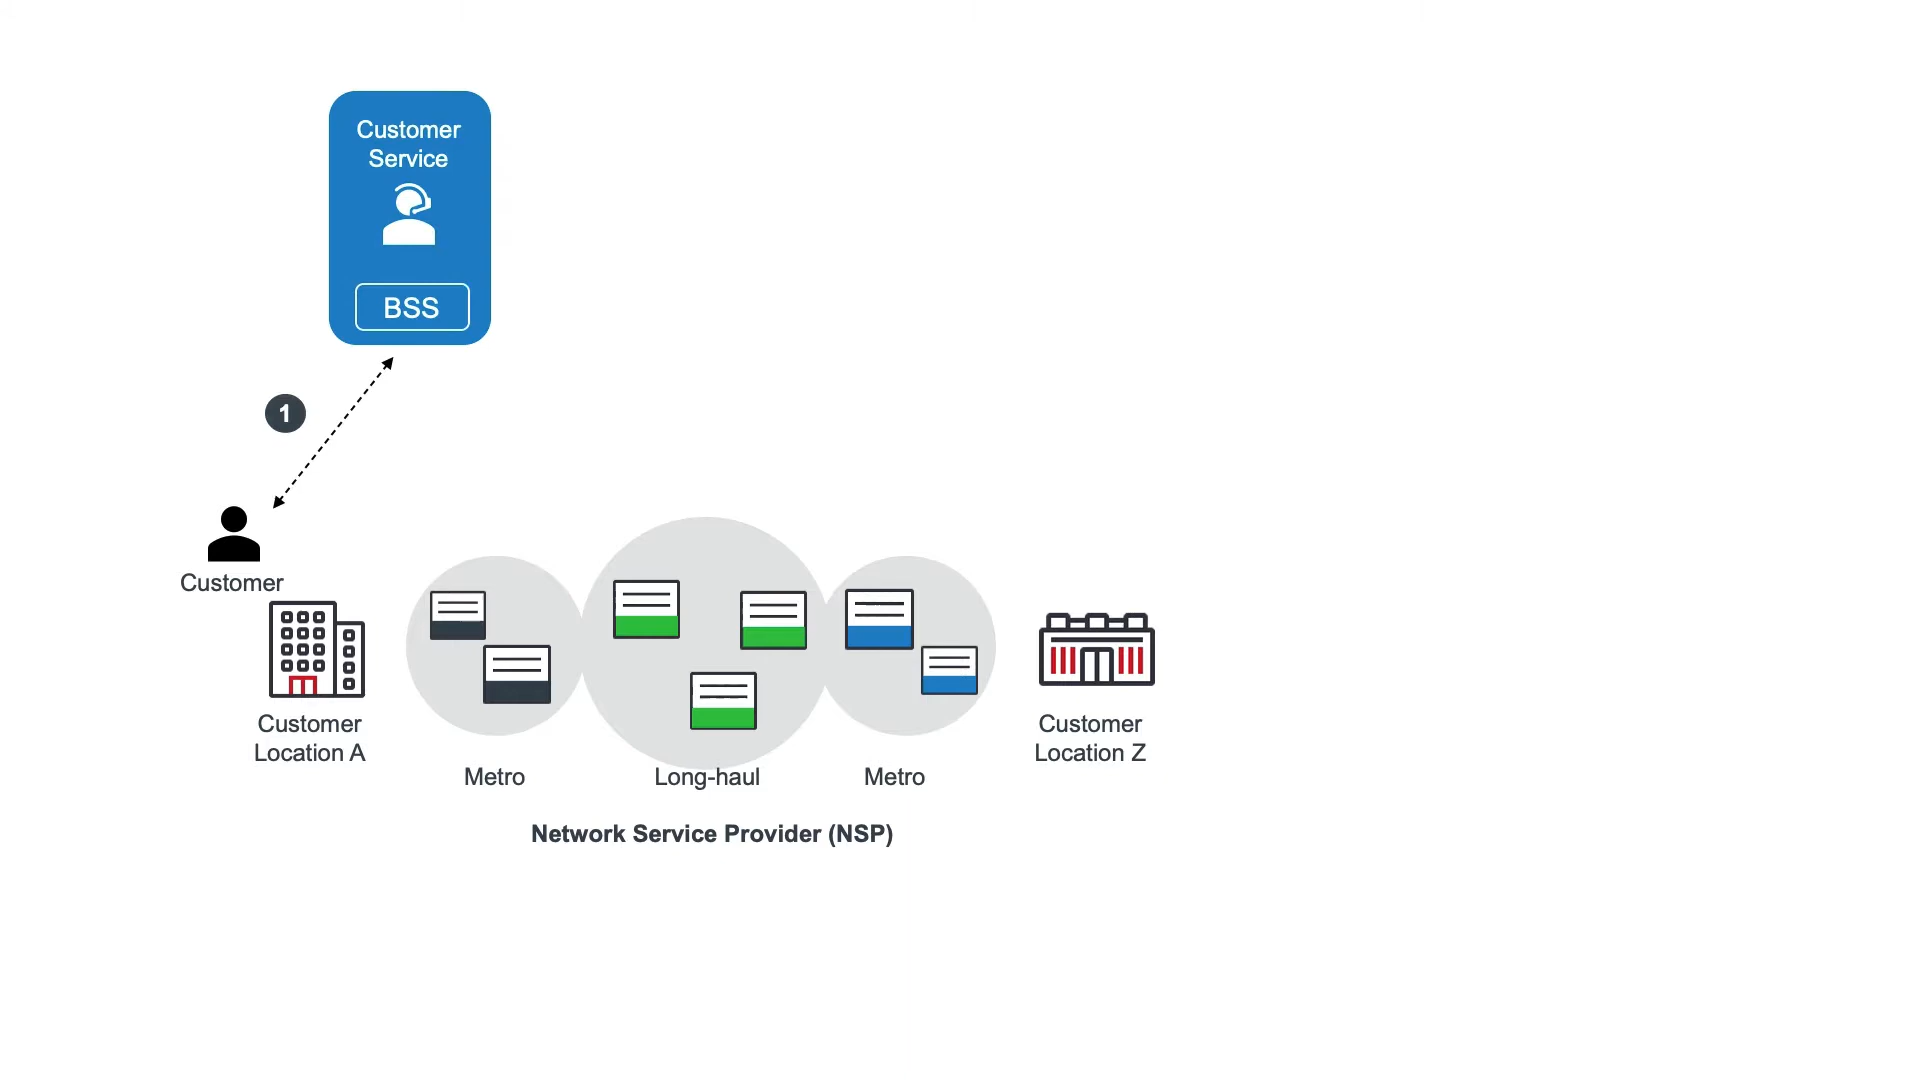 Customer
Service
BSS
1
Customer
Customer
Location A
Metro
Long-haul
Metro
Customer
Location Z
Network Service Provider (NSP)